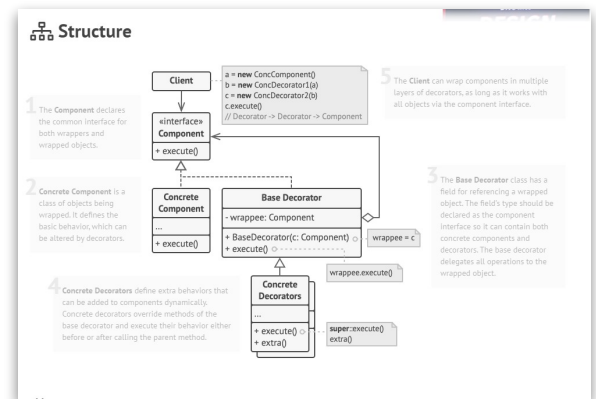 Structure
Client
a = new ConcComponent()
b = new ConcDecorator1(a)
c = new ConcDecorator2(b)
c.execute()
// Decorator -> Decorator -> Component
5
The Client can wrap components in multiple
layers of decorators, as long as it works with
all objects via the component interface.
1
The Component declares
the common interface for
both wrappers and
wrapped objects.
«interface»
Component
+ execute()
2
Concrete Component is a
class of objects being
wrapped. It defines the
basic behavior, which can
be altered by decorators.
Concrete
Component
...
+ execute()
Base Decorator
- wrappee: Component
+ BaseDecorator(c: Component)
+ execute()
wrappee = c
wrappee.execute()
3
The Base Decorator class has a
field for referencing a wrapped
object. The field's type should be
declared as the component
interface so it can contain both
concrete components and
decorators. The base decorator
delegates all operations to the
wrapped object.
4
Concrete Decorators define extra behaviors that
can be added to components dynamically.
Concrete decorators override methods of the
base decorator and execute their behavior either
before or after calling the parent method.
Concrete
Decorators
...
+ execute()
+ extra()
super::execute()
extra()